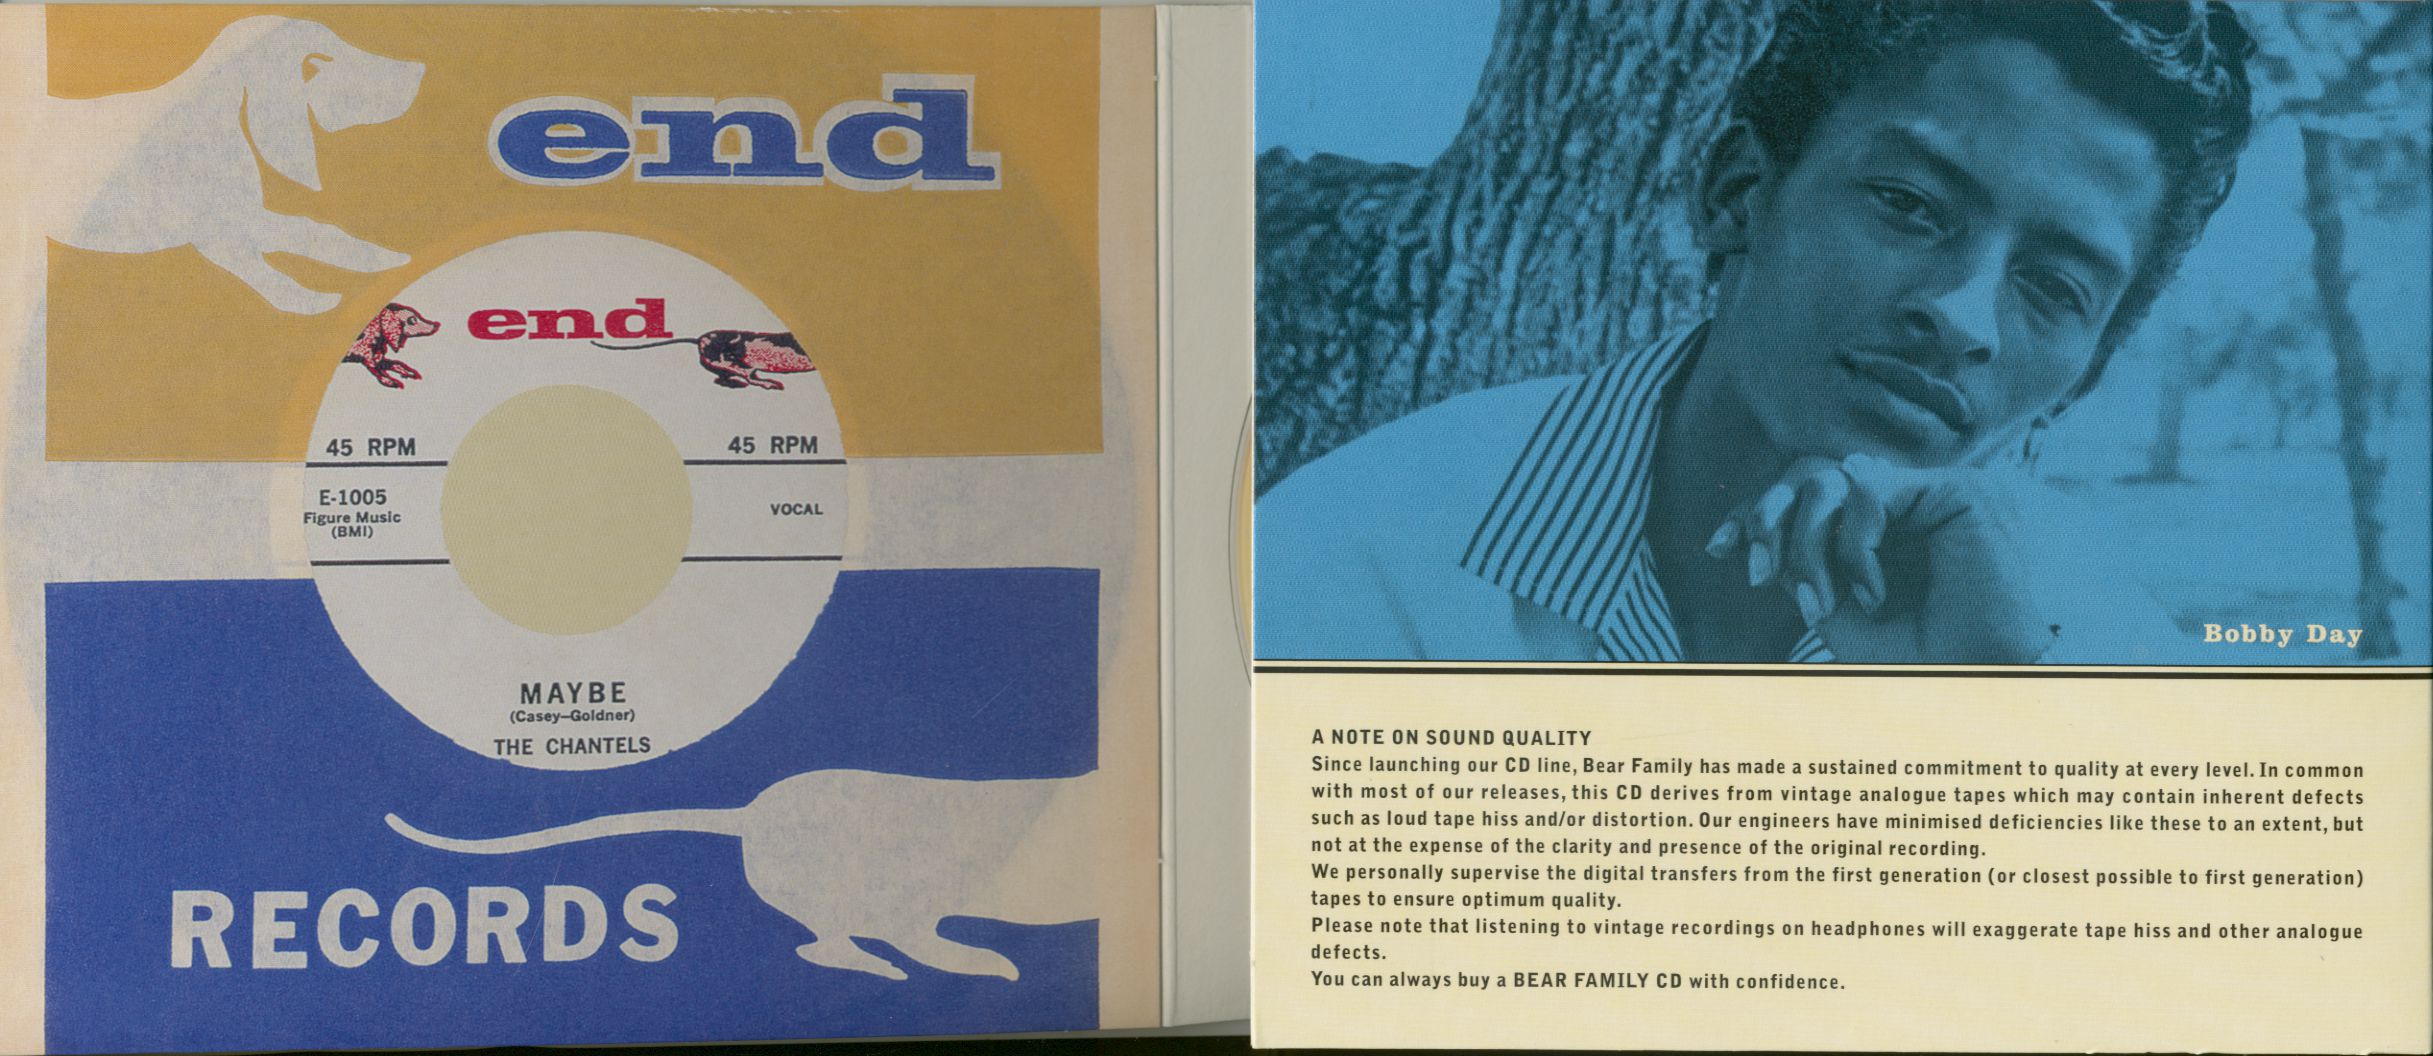 end
end
45 RPM
45 RPM
E-1005
Figure Music
(BMI)
VOCAL
MAYBE
(Casey–Goldner)
THE CHANTELS
RECORDS
Bobby Day
A NOTE ON SOUND QUALITY
Since launching our CD line, Bear Family has made a sustained commitment to quality at every level. In common
with most of our releases, this CD derives from vintage analogue tapes which may contain inherent defects
such as loud tape hiss and/or distortion. Our engineers have minimised deficiencies like these to an extent, but
not at the expense of the clarity and presence of the original recording.
We personally supervise the digital transfers from the first generation (or closest possible to first generation)
tapes to ensure optimum quality.
Please note that listening to vintage recordings on headphones will exaggerate tape hiss and other analogue
defects.
You can always buy a BEAR FAMILY CD with confidence.